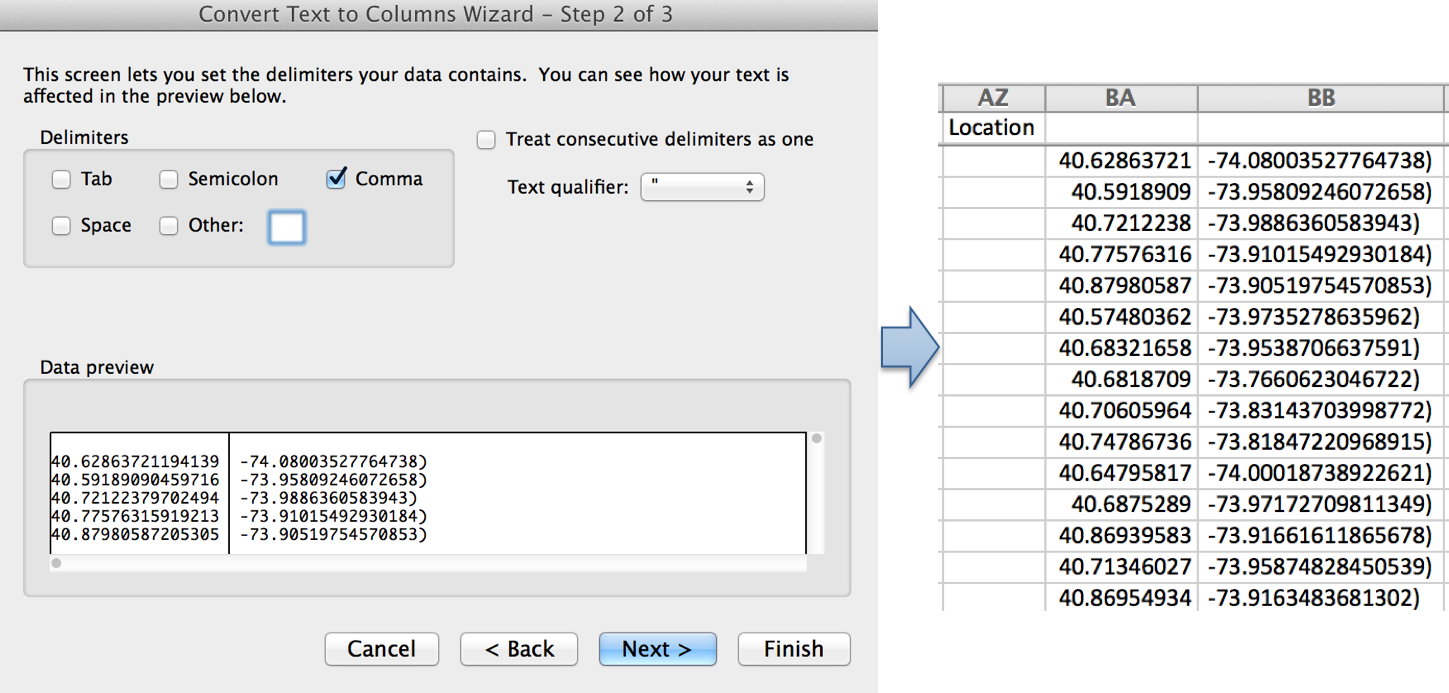 Convert Text to Columns Wizard – Step 2 of 3
This screen lets you set the delimiters your data contains.  You can see how your text is
affected in the preview below.
Delimiters
Treat consecutive delimiters as one
Tab Semicolon Comma
Text qualifier: "
Space Other:
Data preview
40.62863721194139 -74.08003527764738)
40.59189090459716 -73.95809246072658)
40.72122379702494 -73.9886360583943)
40.77576315919213 -73.91015492930184)
40.87980587205305 -73.90519754570853)
Cancel < Back Next > Finish
AZ BA BB
Location
40.62863721 -74.08003527764738)
40.5918909 -73.95809246072658)
40.7212238 -73.9886360583943)
40.77576316 -73.91015492930184)
40.87980587 -73.90519754570853)
40.57480362 -73.9735278635962)
40.68321658 -73.9538706637591)
40.6818709 -73.7660623046722)
40.70605964 -73.83143703998772)
40.74786736 -73.81847220968915)
40.64795817 -74.00018738922621)
40.6875289 -73.97172709811349)
40.86939583 -73.91661611865678)
40.71346027 -73.95874828450539)
40.86954934 -73.9163483681302)